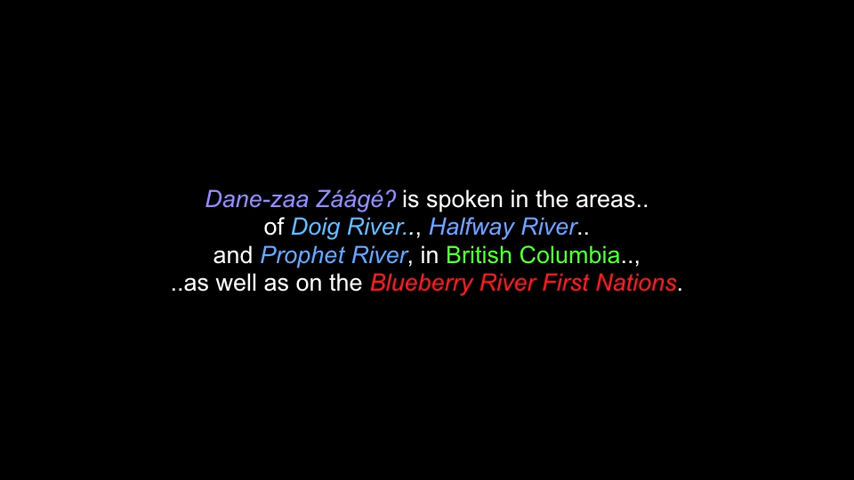 Dane-zaa Záágéʔ is spoken in the areas..
of Doig River.., Halfway River..
and Prophet River, in British Columbia..,
..as well as on the Blueberry River First Nations.